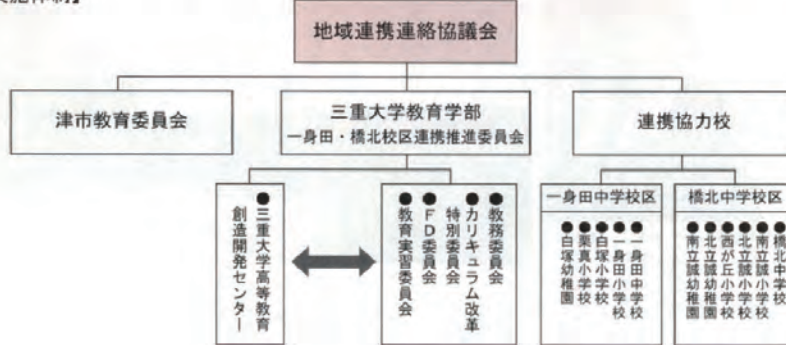 地域連携連絡協議会
津市教育委員会
三重大学教育学部
一身田・橋北校区連携推進委員会
連携協力校
●三重大学高等教育
創造開発センター
●教務委員会
●カリキュラム改革
特別委員会
●FD委員会
●教育実習委員会
一身田中学校区
●一身田中学校
●一身田小学校
●白塚小学校
●栗真小学校
●白塚幼稚園
橋北中学校区
●橋北中学校
●南立誠小学校
●北立誠小学校
●西が丘小学校
●北立誠幼稚園
●南立誠幼稚園